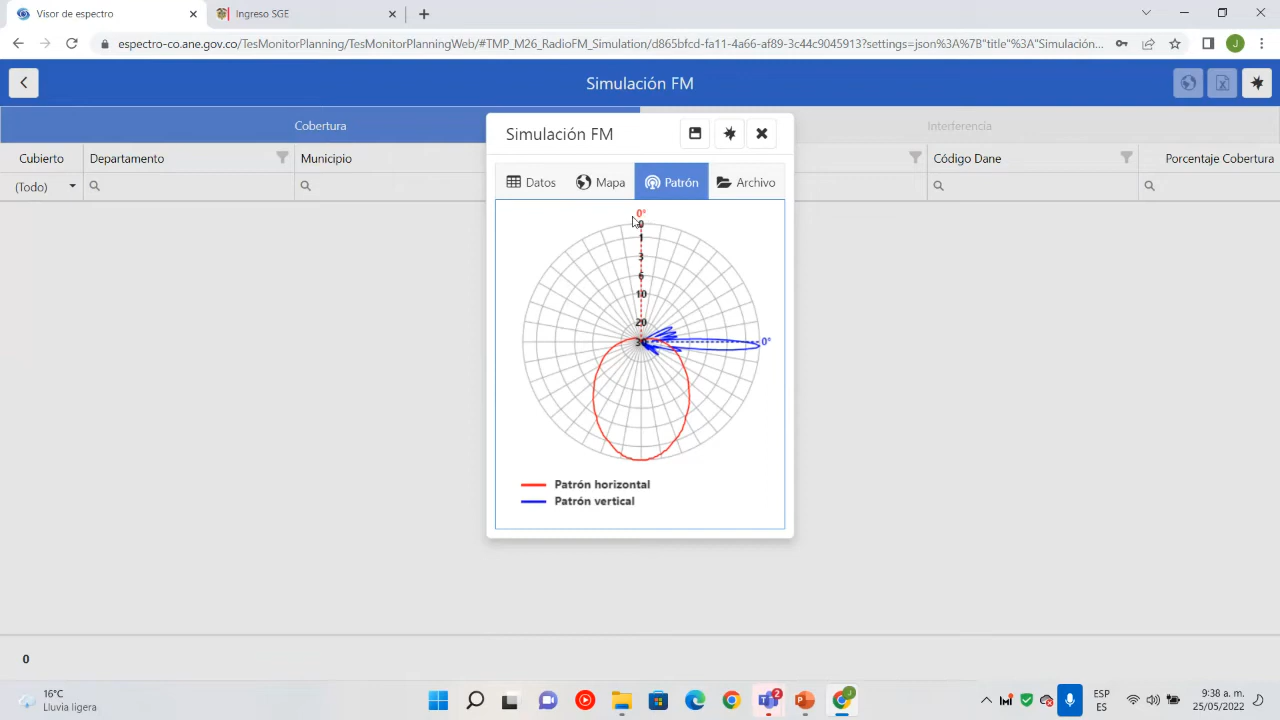 Visor de espectro
Ingreso SGE
espectro-co.ane.gov.co/TesMonitorPlanning/TesMonitorPlanningWeb/#TMP_M26_RadioFM_Simulation/d865bfcd-fa11-4a66-af89-3c44c9045913?settings=json%3A%7B"title"%3A"Simulación...
J
Simulación FM
Cobertura
Interferencia
Cubierto
Departamento
Municipio
Código Dane
Porcentaje Cobertura
(Todo)
Simulación FM
Datos
Mapa
Patrón
Archivo
0°
0
1
3
6
10
20
30
0°
Patrón horizontal
Patrón vertical
0
16°C
Lluvia ligera
2
J
ESP
ES
9:38 a. m.
25/05/2022